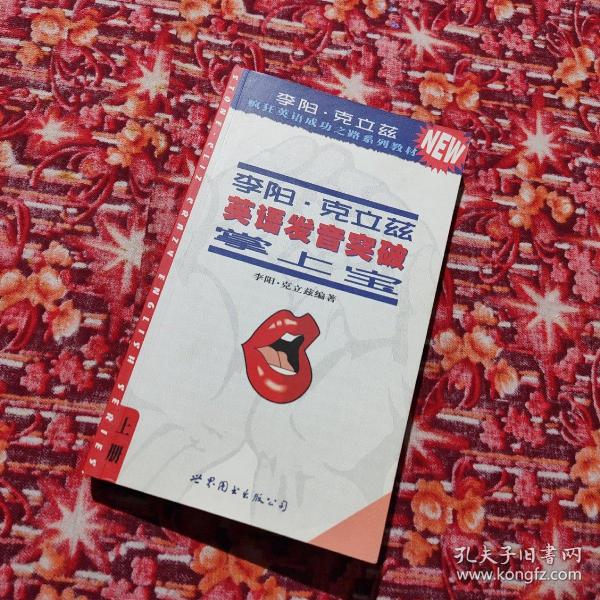 李阳·克立兹
疯狂英语成功之路系列教材
NEW
李阳·克立兹
英语发音突破
掌上宝
李阳·克立兹编著
STONE CLIZ CRAZY ENGLISH SERIES
上册
世界图书出版公司
孔夫子旧书网
www.kongfz.com